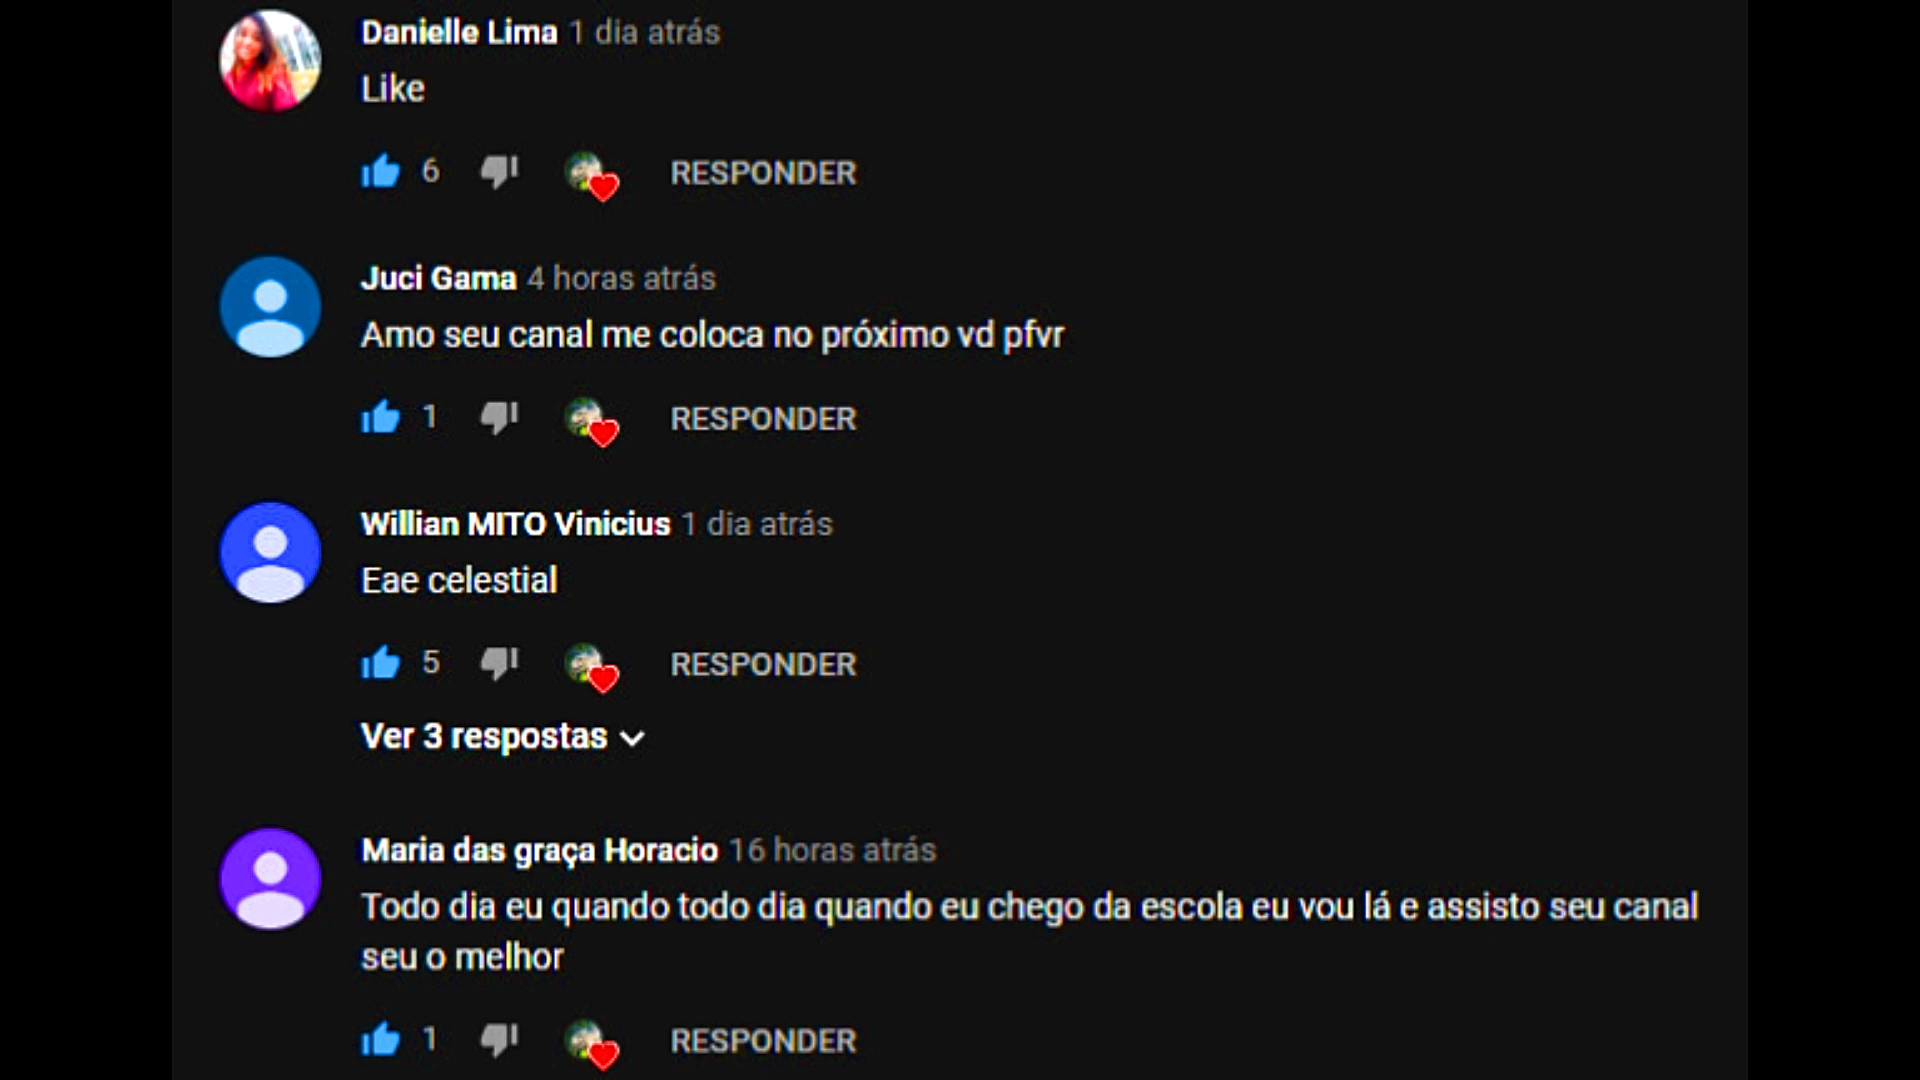 Danielle Lima 1 dia atrás
Like
6 RESPONDER
Juci Gama 4 horas atrás
Amo seu canal me coloca no próximo vd pfvr
1 RESPONDER
Willian MITO Vinicius 1 dia atrás
Eae celestial
5 RESPONDER
Ver 3 respostas
Maria das graça Horacio 16 horas atrás
Todo dia eu quando todo dia quando eu chego da escola eu vou lá e assisto seu canal
seu o melhor
1 RESPONDER